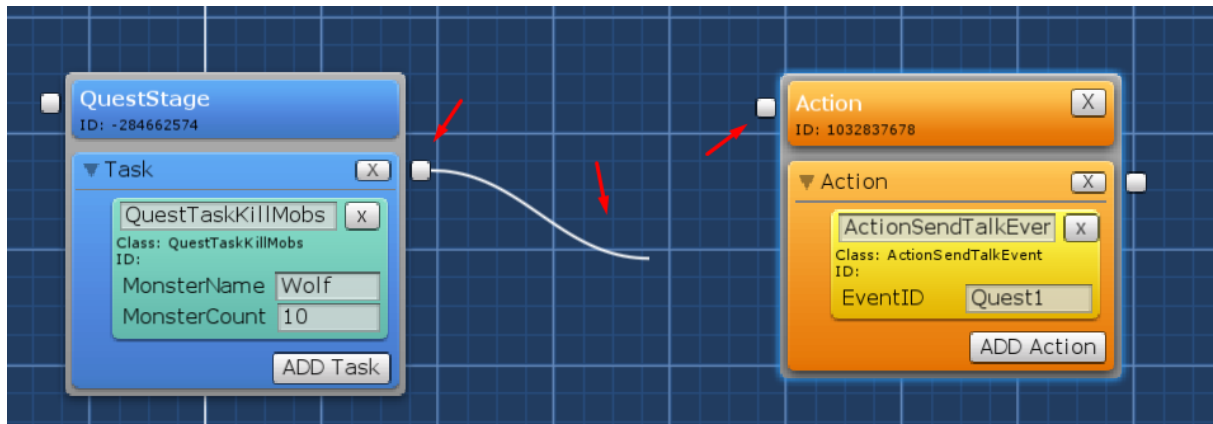 QuestStage
ID: -284662574
Task X
QuestTaskKillMobs x
Class: QuestTaskKillMobs
ID:
MonsterName Wolf
MonsterCount 10
ADD Task
Action X
ID: 1032837678
Action X
ActionSendTalkEver x
Class: ActionSendTalkEvent
ID:
EventID Quest1
ADD Action